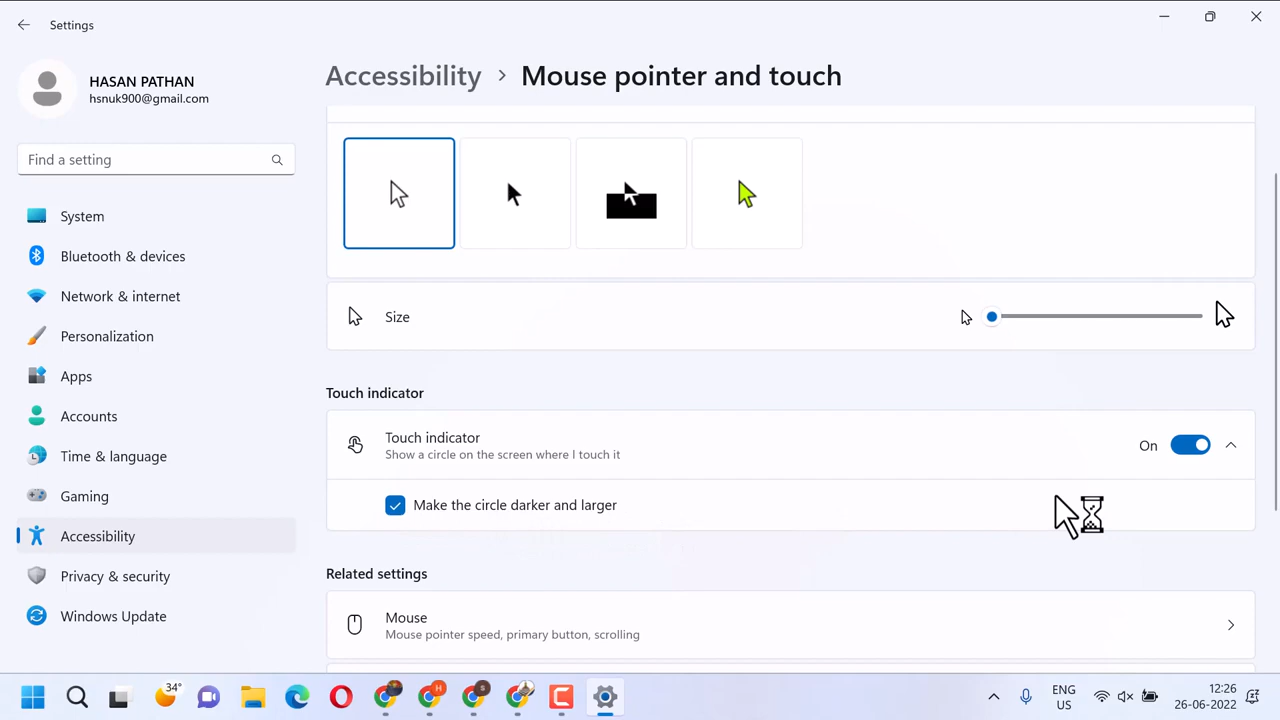 Settings
HASAN PATHAN
hsnuk900@gmail.com
Find a setting
System
Bluetooth & devices
Network & internet
Personalization
Apps
Accounts
Time & language
Gaming
Accessibility
Privacy & security
Windows Update
Accessibility > Mouse pointer and touch
Size
Touch indicator
Touch indicator
Show a circle on the screen where I touch it
On
Make the circle darker and larger
Related settings
Mouse
Mouse pointer speed, primary button, scrolling
34°
H
S
ENG
US
12:26
26-06-2022